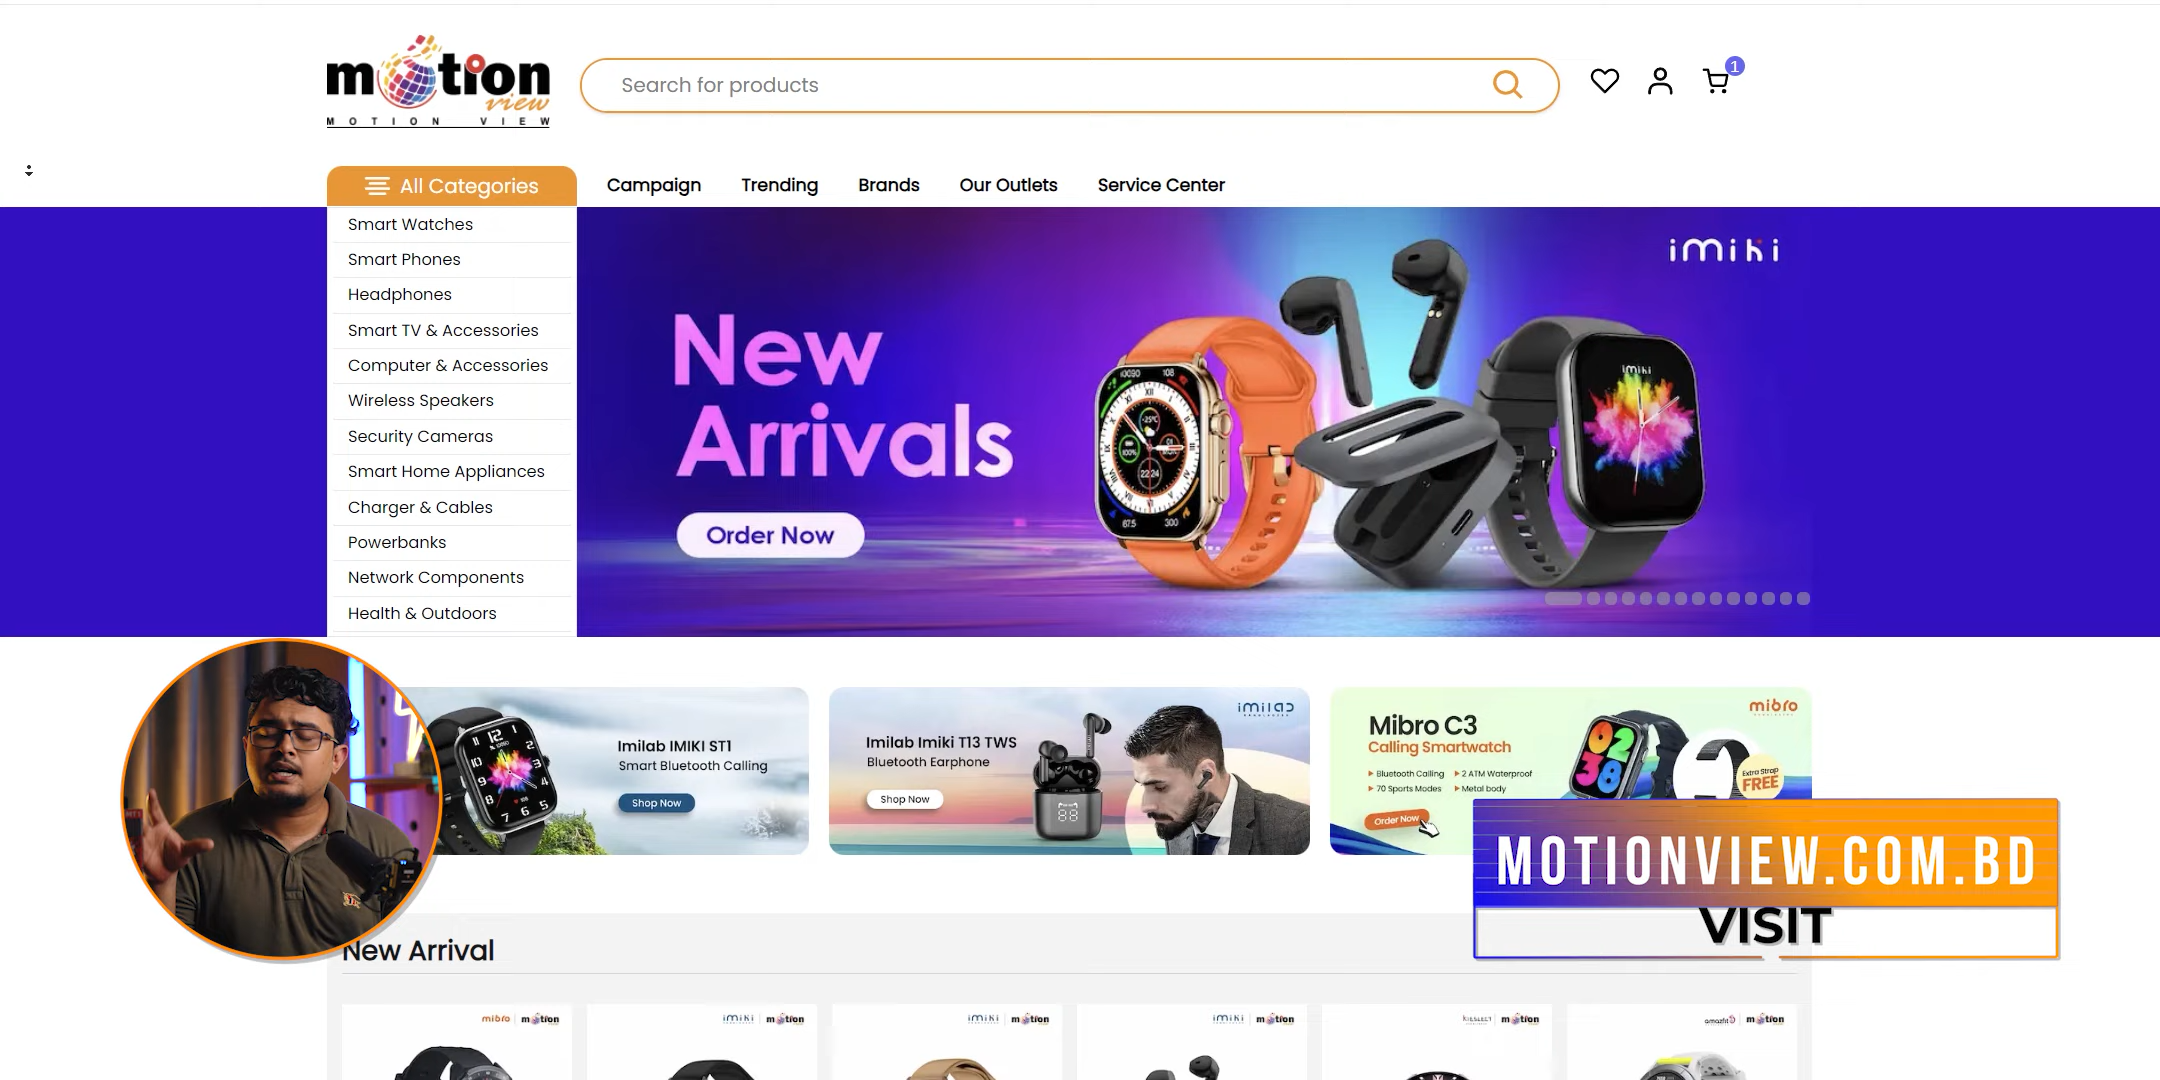 motion
view
MOTION VIEW
Search for products
1
All Categories
Campaign
Trending
Brands
Our Outlets
Service Center
Smart Watches
Smart Phones
Headphones
Smart TV & Accessories
Computer & Accessories
Wireless Speakers
Security Cameras
Smart Home Appliances
Charger & Cables
Powerbanks
Network Components
Health & Outdoors
New
Arrivals
Order Now
imiki
imiki
Imilab IMIKI ST1
Smart Bluetooth Calling
Shop Now
imilab
Imilab Imiki T13 TWS
Bluetooth Earphone
Shop Now
88
mibro
Mibro C3
Calling Smartwatch
Bluetooth Calling
2 ATM Waterproof
70 Sports Modes
Metal body
Extra Strap
FREE
Order Now
02
38
MOTIONVIEW.COM.BD
VISIT
New Arrival
mibro motion
imiki motion
imiki motion
imiki motion
KIESLECT motion
amazfit motion